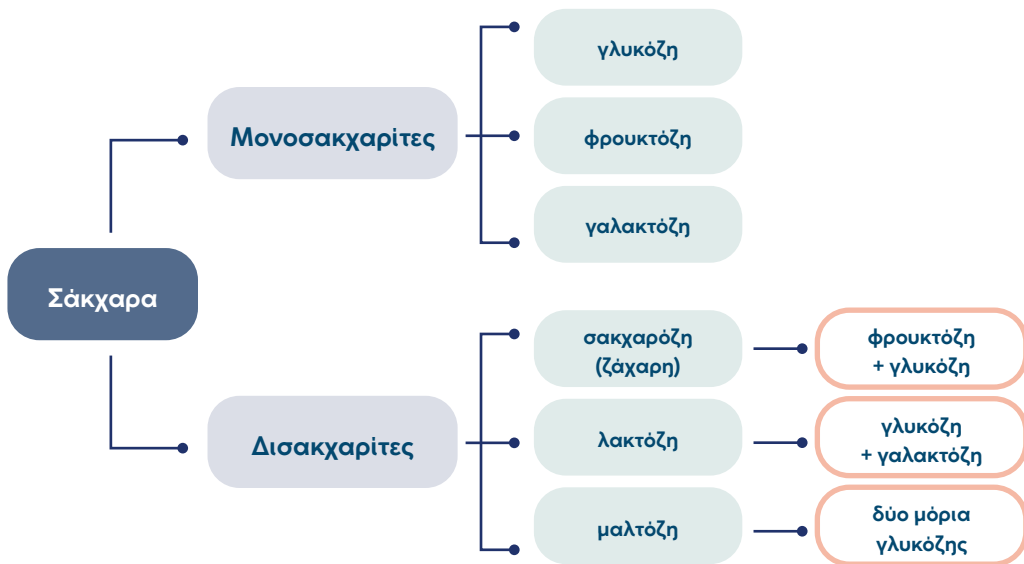 Σάκχαρα
Μονοσακχαρίτες
γλυκόζη
φρουκτόζη
γαλακτόζη
Δισακχαρίτες
σακχαρόζη
(ζάχαρη)
φρουκτόζη
+ γλυκόζη
λακτόζη
γλυκόζη
+ γαλακτόζη
μαλτόζη
δύο μόρια
γλυκόζης